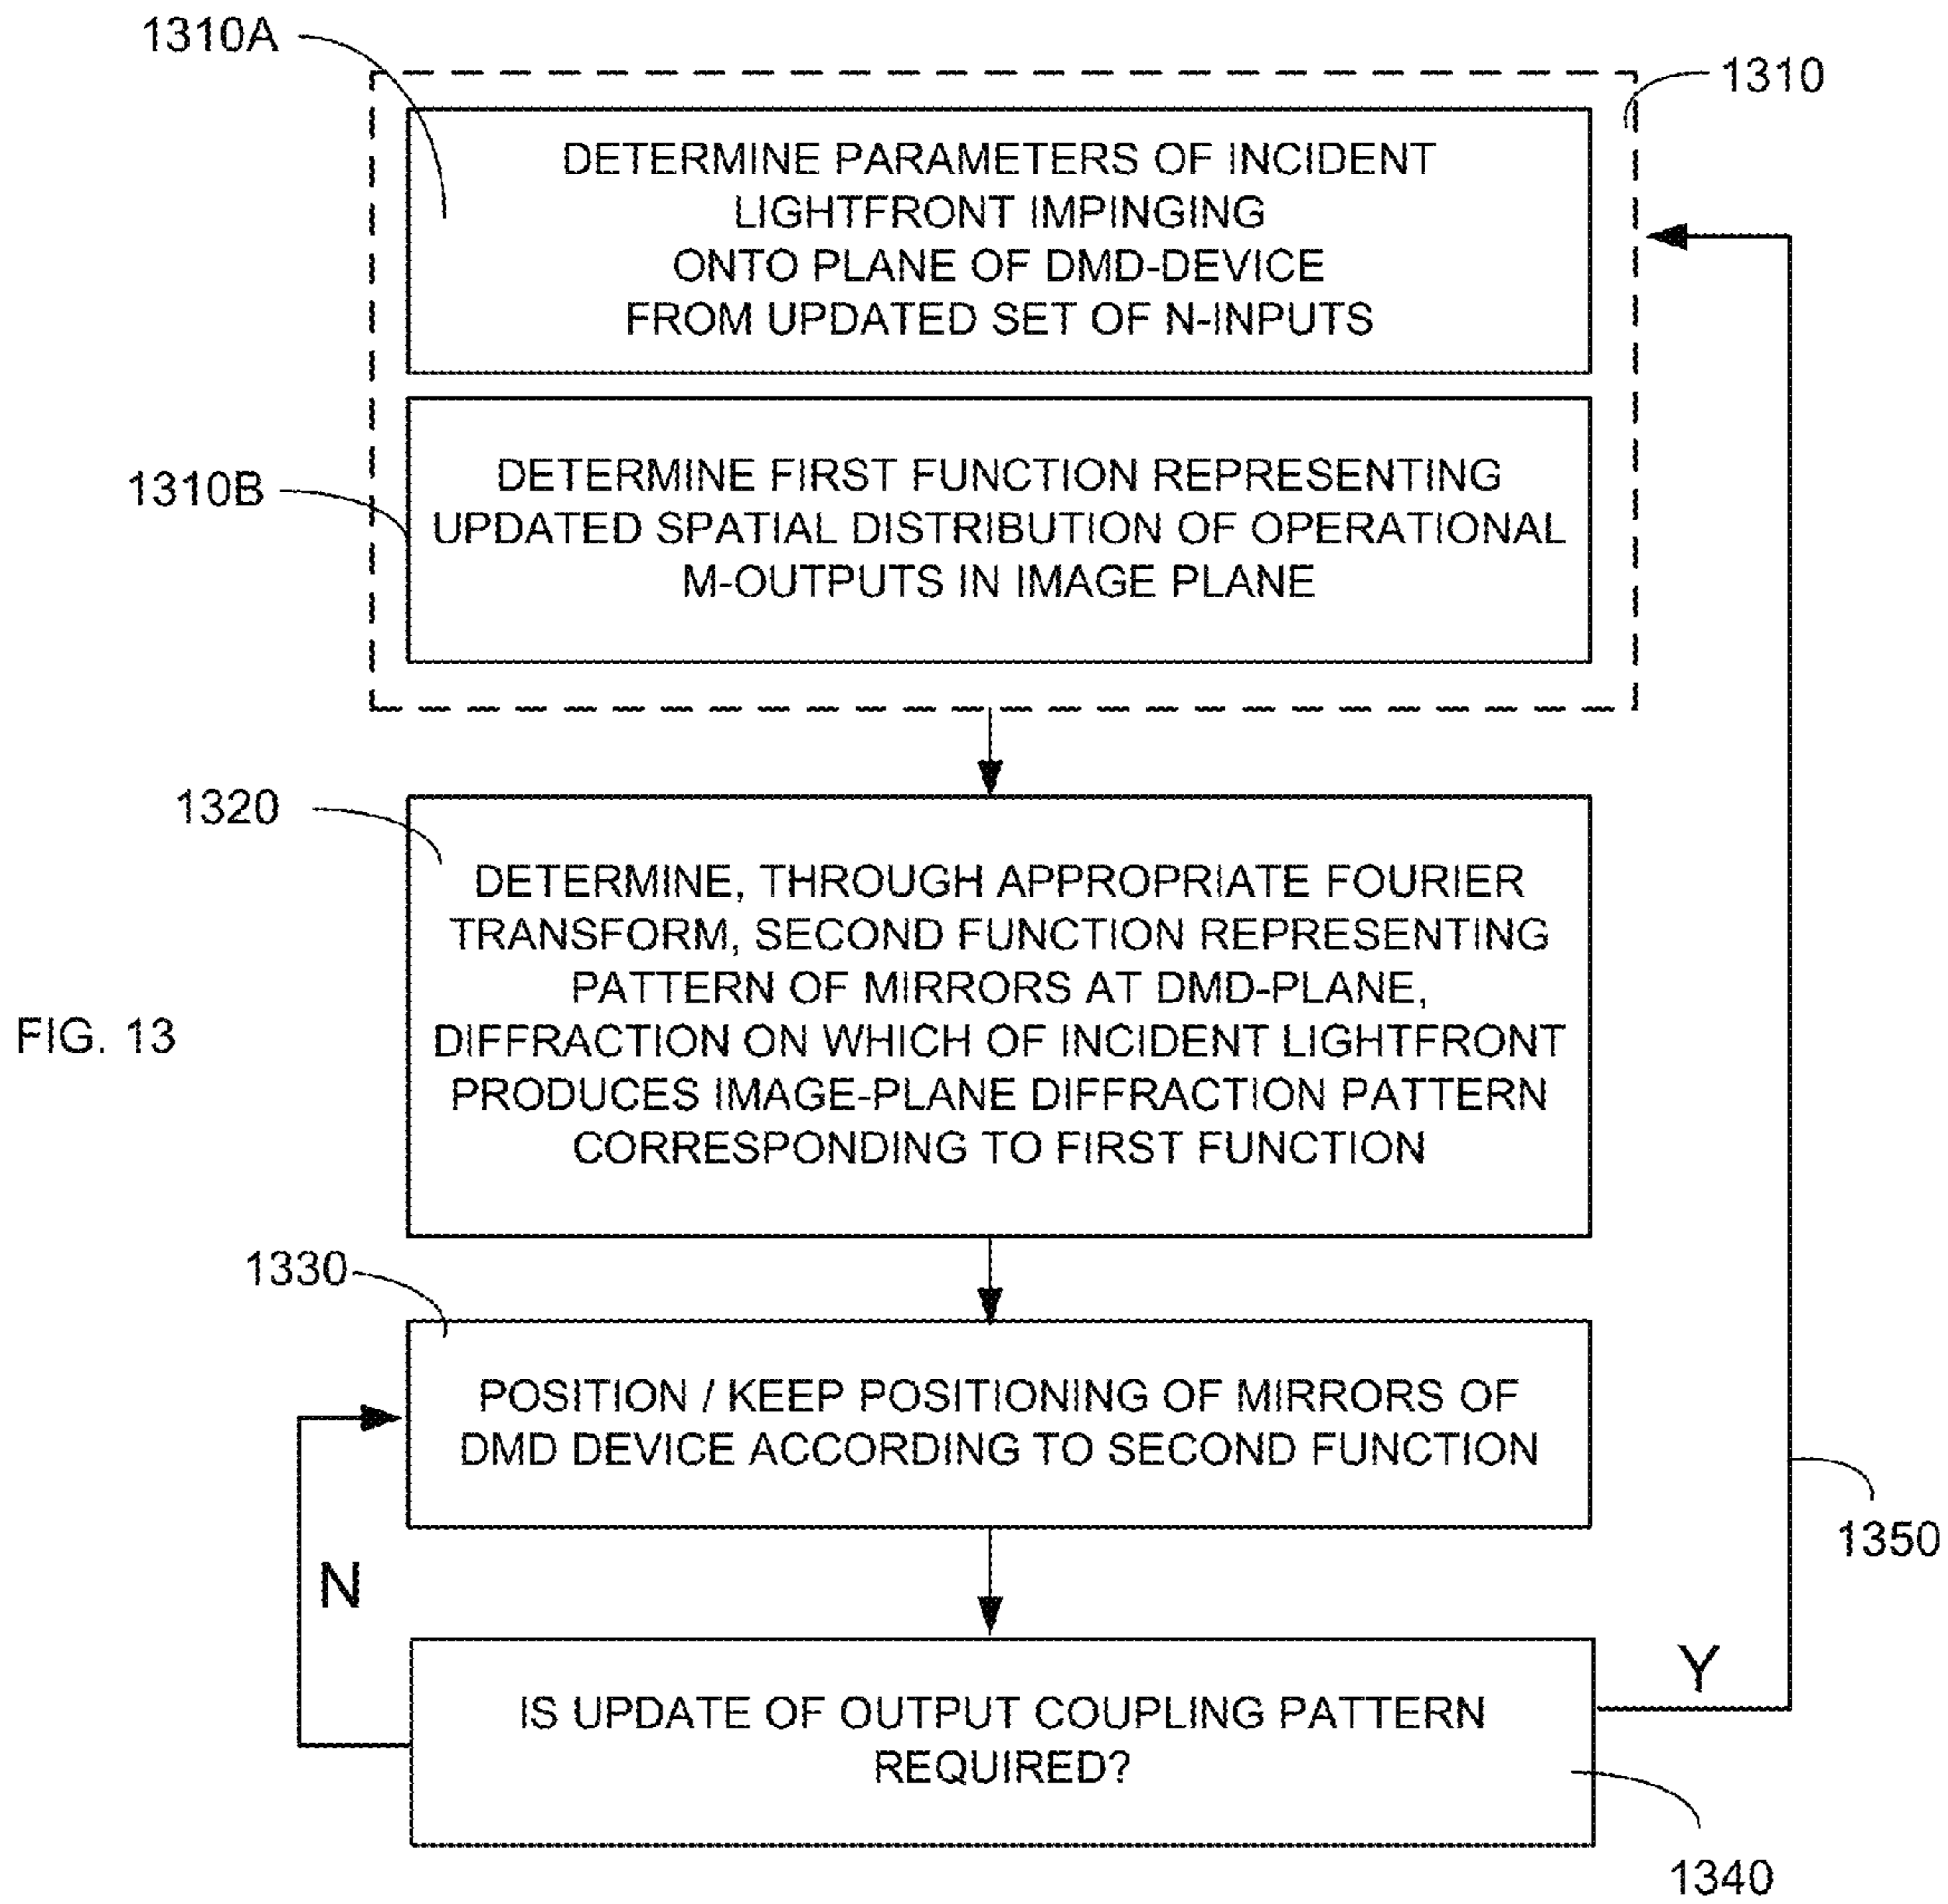 1310A
1310
DETERMINE PARAMETERS OF INCIDENT
LIGHTFRONT IMPINGING
ONTO PLANE OF DMD-DEVICE
FROM UPDATED SET OF N-INPUTS
1310B
DETERMINE FIRST FUNCTION REPRESENTING
UPDATED SPATIAL DISTRIBUTION OF OPERATIONAL
M-OUTPUTS IN IMAGE PLANE
1320
DETERMINE, THROUGH APPROPRIATE FOURIER
TRANSFORM, SECOND FUNCTION REPRESENTING
PATTERN OF MIRRORS AT DMD-PLANE,
DIFFRACTION ON WHICH OF INCIDENT LIGHTFRONT
PRODUCES IMAGE-PLANE DIFFRACTION PATTERN
CORRESPONDING TO FIRST FUNCTION
FIG. 13
1330
POSITION / KEEP POSITIONING OF MIRRORS OF
DMD DEVICE ACCORDING TO SECOND FUNCTION
1350
N
Y
IS UPDATE OF OUTPUT COUPLING PATTERN
REQUIRED?
1340